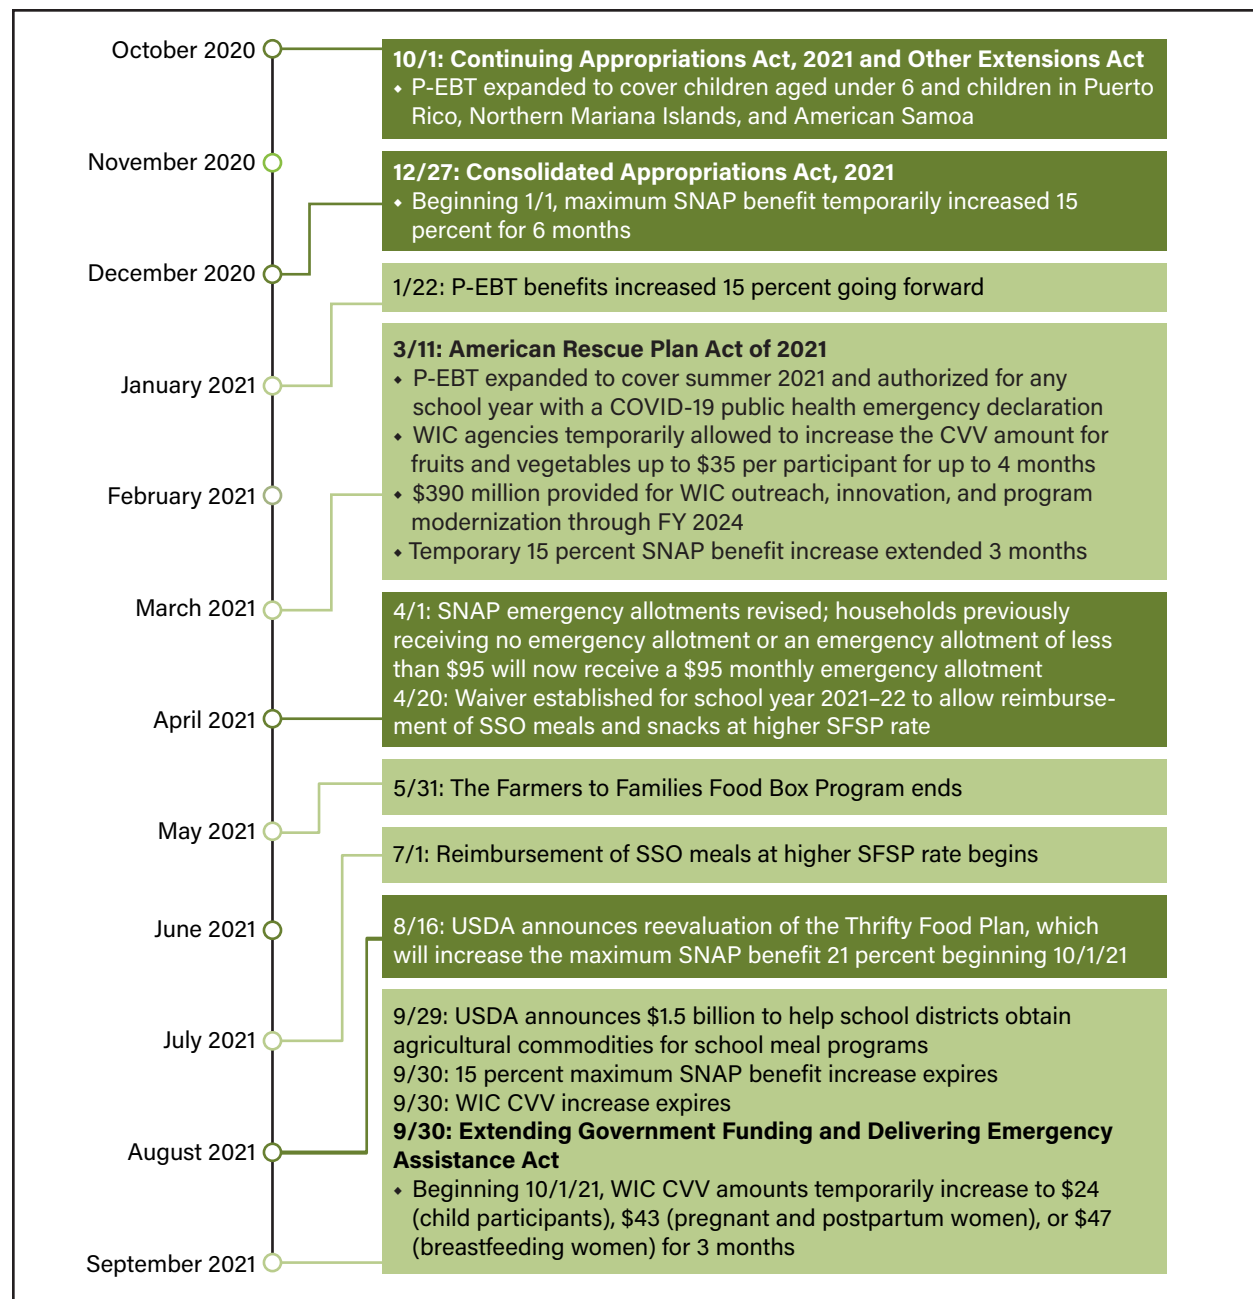 October 2020
10/1: Continuing Appropriations Act, 2021 and Other Extensions Act
⬩ P-EBT expanded to cover children aged under 6 and children in Puerto
Rico, Northern Mariana Islands, and American Samoa
November 2020
12/27: Consolidated Appropriations Act, 2021
⬩ Beginning 1/1, maximum SNAP benefit temporarily increased 15
percent for 6 months
December 2020
1/22: P-EBT benefits increased 15 percent going forward
January 2021
3/11: American Rescue Plan Act of 2021
⬩ P-EBT expanded to cover summer 2021 and authorized for any
school year with a COVID-19 public health emergency declaration
⬩ WIC agencies temporarily allowed to increase the CVV amount for
fruits and vegetables up to $35 per participant for up to 4 months
⬩ $390 million provided for WIC outreach, innovation, and program
modernization through FY 2024
⬩ Temporary 15 percent SNAP benefit increase extended 3 months
February 2021
March 2021
4/1: SNAP emergency allotments revised; households previously
receiving no emergency allotment or an emergency allotment of less
than $95 will now receive a $95 monthly emergency allotment
4/20: Waiver established for school year 2021–22 to allow reimburse-
ment of SSO meals and snacks at higher SFSP rate
April 2021
5/31: The Farmers to Families Food Box Program ends
May 2021
7/1: Reimbursement of SSO meals at higher SFSP rate begins
June 2021
8/16: USDA announces reevaluation of the Thrifty Food Plan, which
will increase the maximum SNAP benefit 21 percent beginning 10/1/21
July 2021
9/29: USDA announces $1.5 billion to help school districts obtain
agricultural commodities for school meal programs
9/30: 15 percent maximum SNAP benefit increase expires
9/30: WIC CVV increase expires
9/30: Extending Government Funding and Delivering Emergency
Assistance Act
⬩ Beginning 10/1/21, WIC CVV amounts temporarily increase to $24
(child participants), $43 (pregnant and postpartum women), or $47
(breastfeeding women) for 3 months
August 2021
September 2021